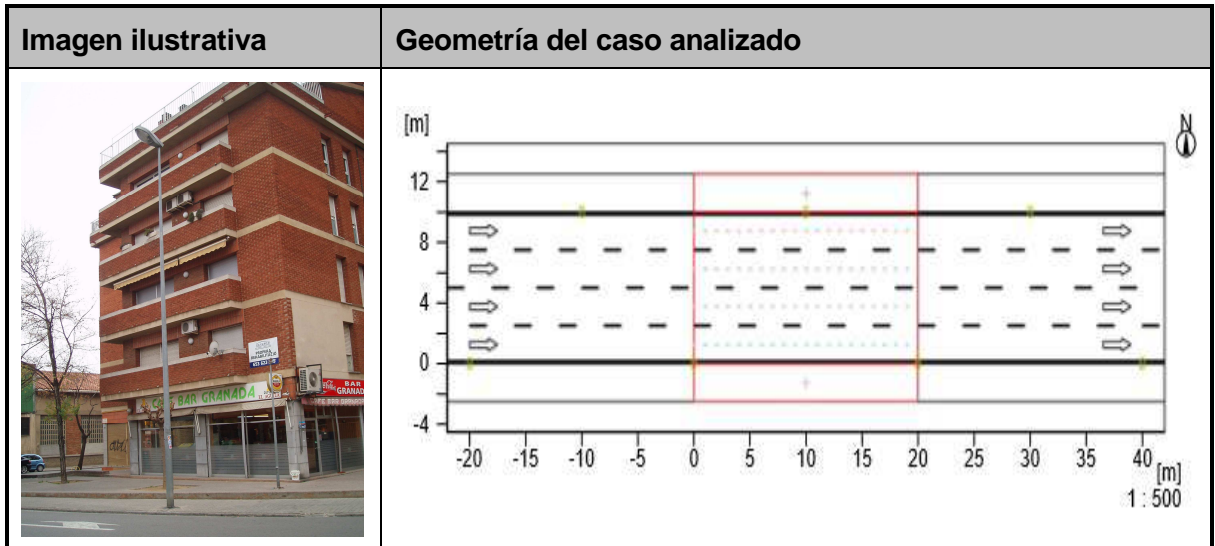 Imagen ilustrativa
Geometría del caso analizado
BAR GRANADA
BAR
GRANADA
[m]
N
12
8
4
0
-4
-20 -15 -10 -5 0 5 10 15 20 25 30 35 40
[m]
1 : 500